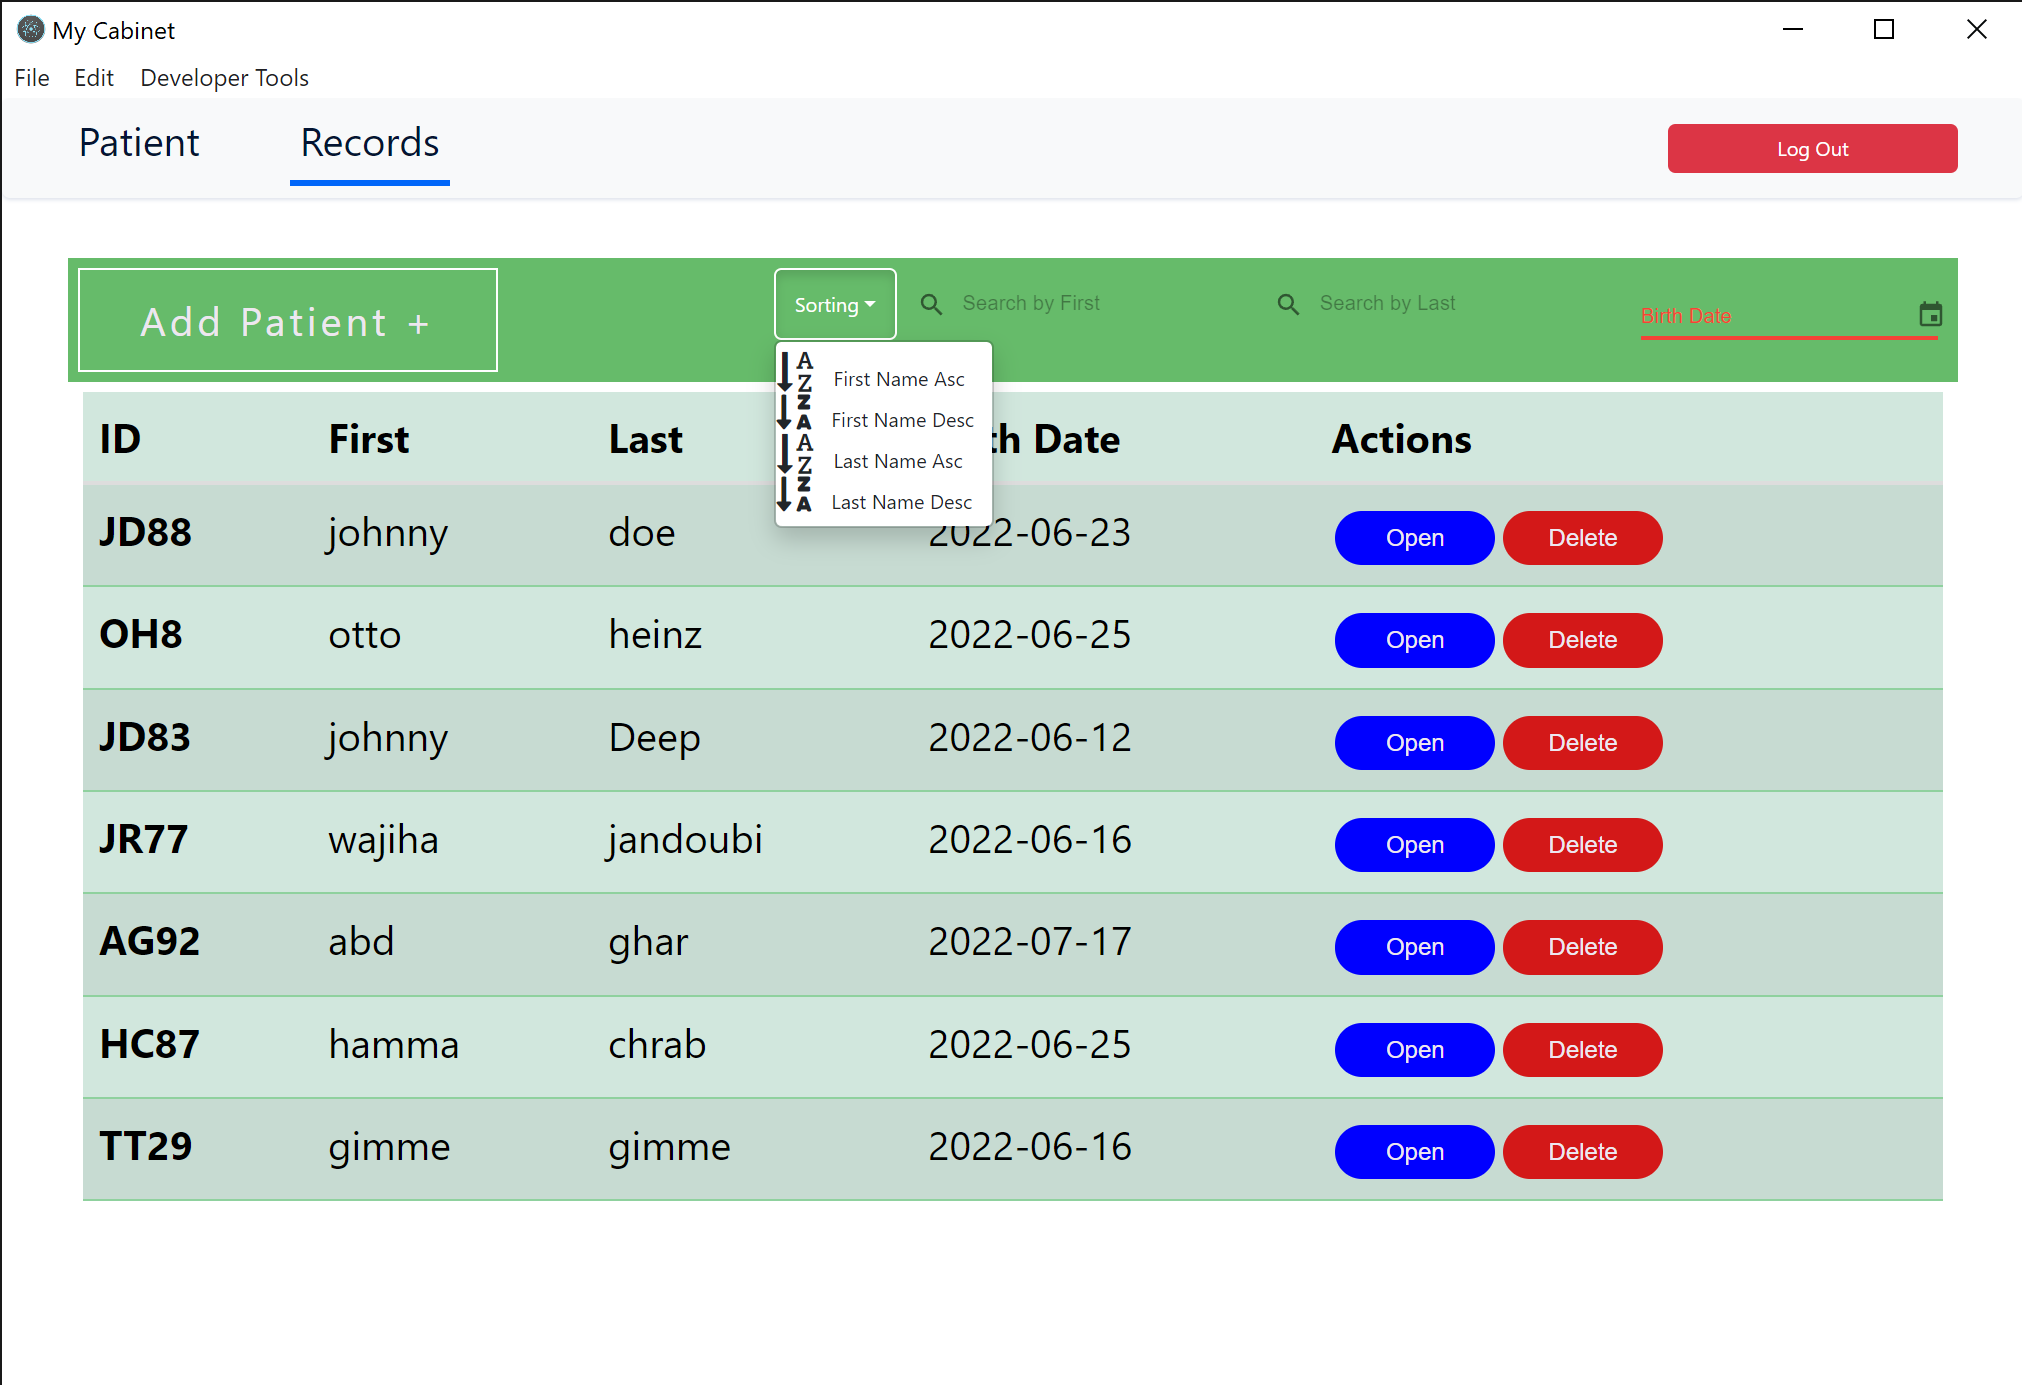 My Cabinet
File Edit Developer Tools
Patient Records Log Out
Add Patient + Sorting Search by First Search by Last Birth Date
First Name Asc
First Name Desc
Last Name Asc
Last Name Desc
ID First Last th Date Actions
JD88 johnny doe 2022-06-23 Open Delete
OH8 otto heinz 2022-06-25 Open Delete
JD83 johnny Deep 2022-06-12 Open Delete
JR77 wajiha jandoubi 2022-06-16 Open Delete
AG92 abd ghar 2022-07-17 Open Delete
HC87 hamma chrab 2022-06-25 Open Delete
TT29 gimme gimme 2022-06-16 Open Delete